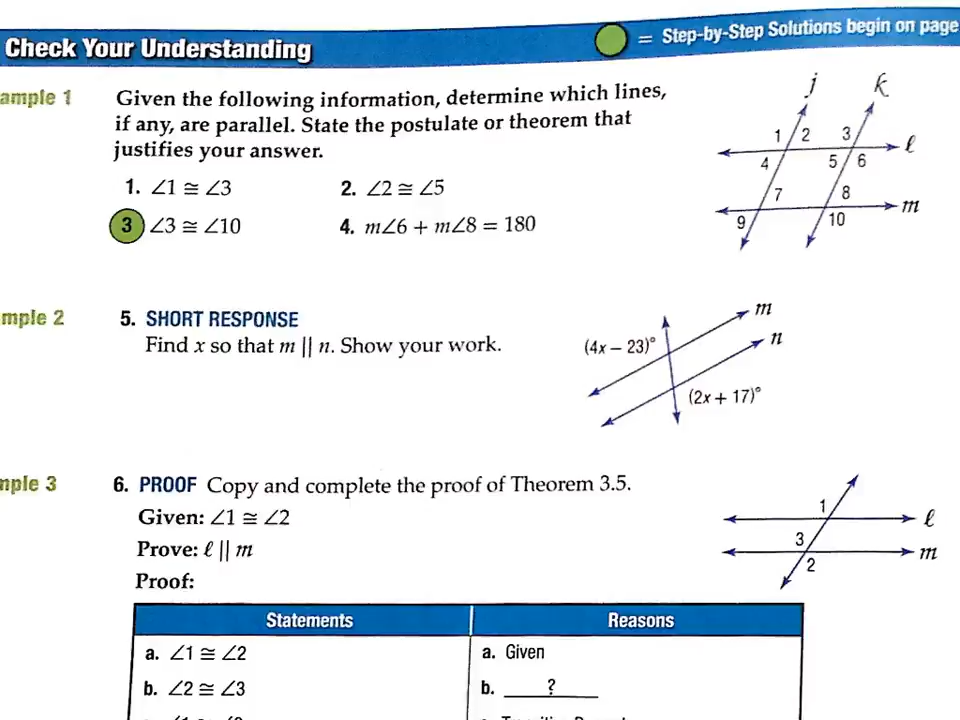 Check Your Understanding
= Step-by-Step Solutions begin on page
ample 1
Given the following information, determine which lines,
if any, are parallel. State the postulate or theorem that
justifies your answer.
1. ∠1 ≅ ∠3
2. ∠2 ≅ ∠5
3 ∠3 ≅ ∠10
4. m∠6 + m∠8 = 180
j k
1 2 3 ℓ
4 5 6
7 8 m
9 10
mple 2
5. SHORT RESPONSE
Find x so that m || n. Show your work.
m
n
(4x – 23)°
(2x + 17)°
mple 3
6. PROOF Copy and complete the proof of Theorem 3.5.
Given: ∠1 ≅ ∠2
Prove: ℓ || m
Proof:
1 ℓ
3 m
2
Statements Reasons
a. ∠1 ≅ ∠2 a. Given
b. ∠2 ≅ ∠3 b. ?